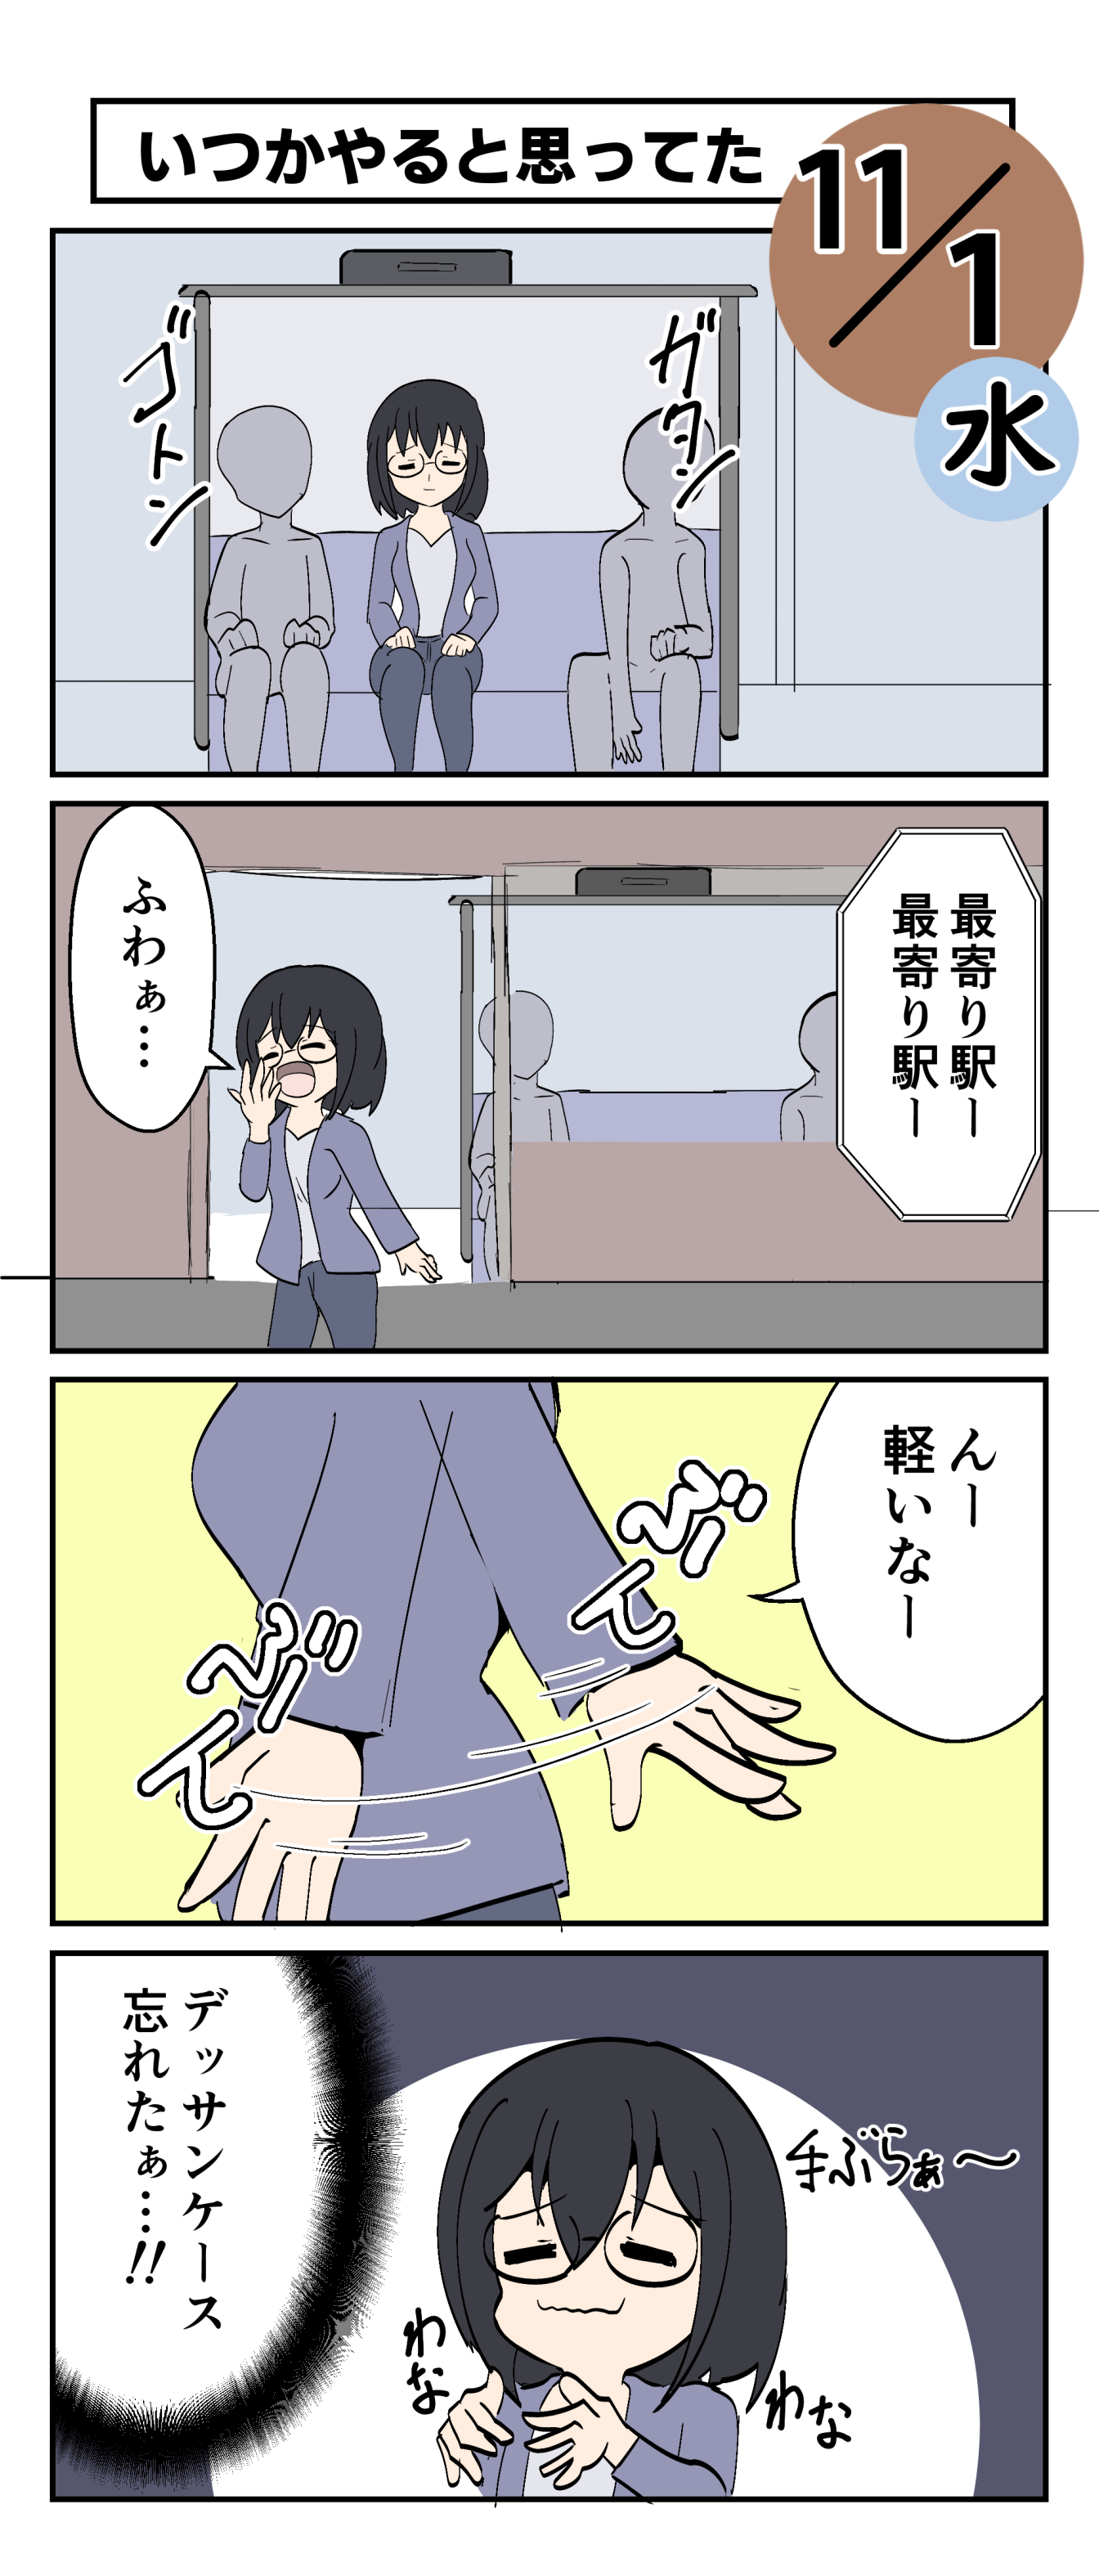 いつかやると思ってた
11/1
水
ガタン
ゴトン
最寄り駅ー
最寄り駅ー
ふわぁ…
んー
軽いなー
ぶん
ぶん
手ぶらぁ〜
わな
わな
デッサンケース
忘れたぁ…!!